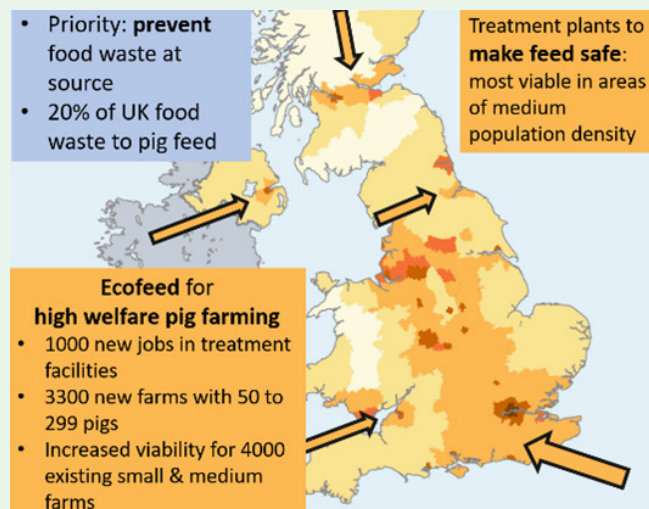 • Priority: prevent
food waste at
source
• 20% of UK food
waste to pig feed
Treatment plants to
make feed safe:
most viable in areas
of medium
population density
Ecofeed for
high welfare pig farming
• 1000 new jobs in treatment
facilities
• 3300 new farms with 50 to
299 pigs
• Increased viability for 4000
existing small & medium
farms